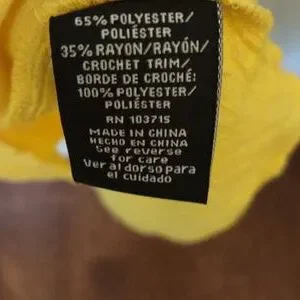 65% POLYESTER/
POLIÉSTER
35% RAYON/RAYÓN/
CROCHET TRIM/
BORDE DE CROCHÉ:
100% POLYESTER/
POLIÉSTER
RN 103715
MADE IN CHINA
HECHO EN CHINA
See reverse
for care
Ver al dorso para
el cuidado